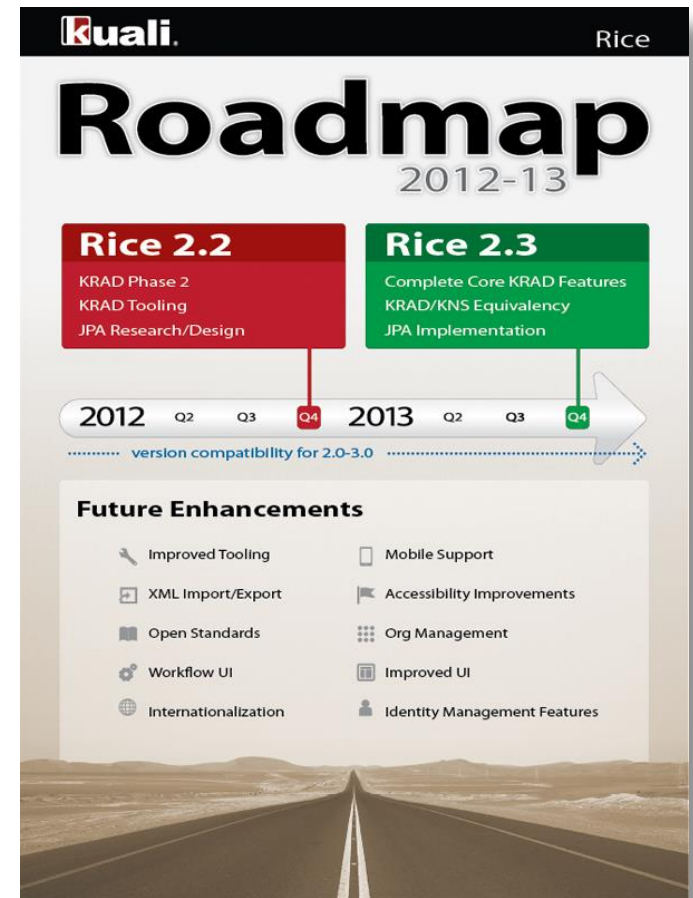 kuali.
Rice
Roadmap
2012-13
Rice 2.2
KRAD Phase 2
KRAD Tooling
JPA Research/Design
Rice 2.3
Complete Core KRAD Features
KRAD/KNS Equivalency
JPA Implementation
2012 Q2 Q3 Q4 2013 Q2 Q3 Q4
version compatibility for 2.0-3.0
Future Enhancements
Improved Tooling
XML Import/Export
Open Standards
Workflow UI
Internationalization
Mobile Support
Accessibility Improvements
Org Management
Improved UI
Identity Management Features